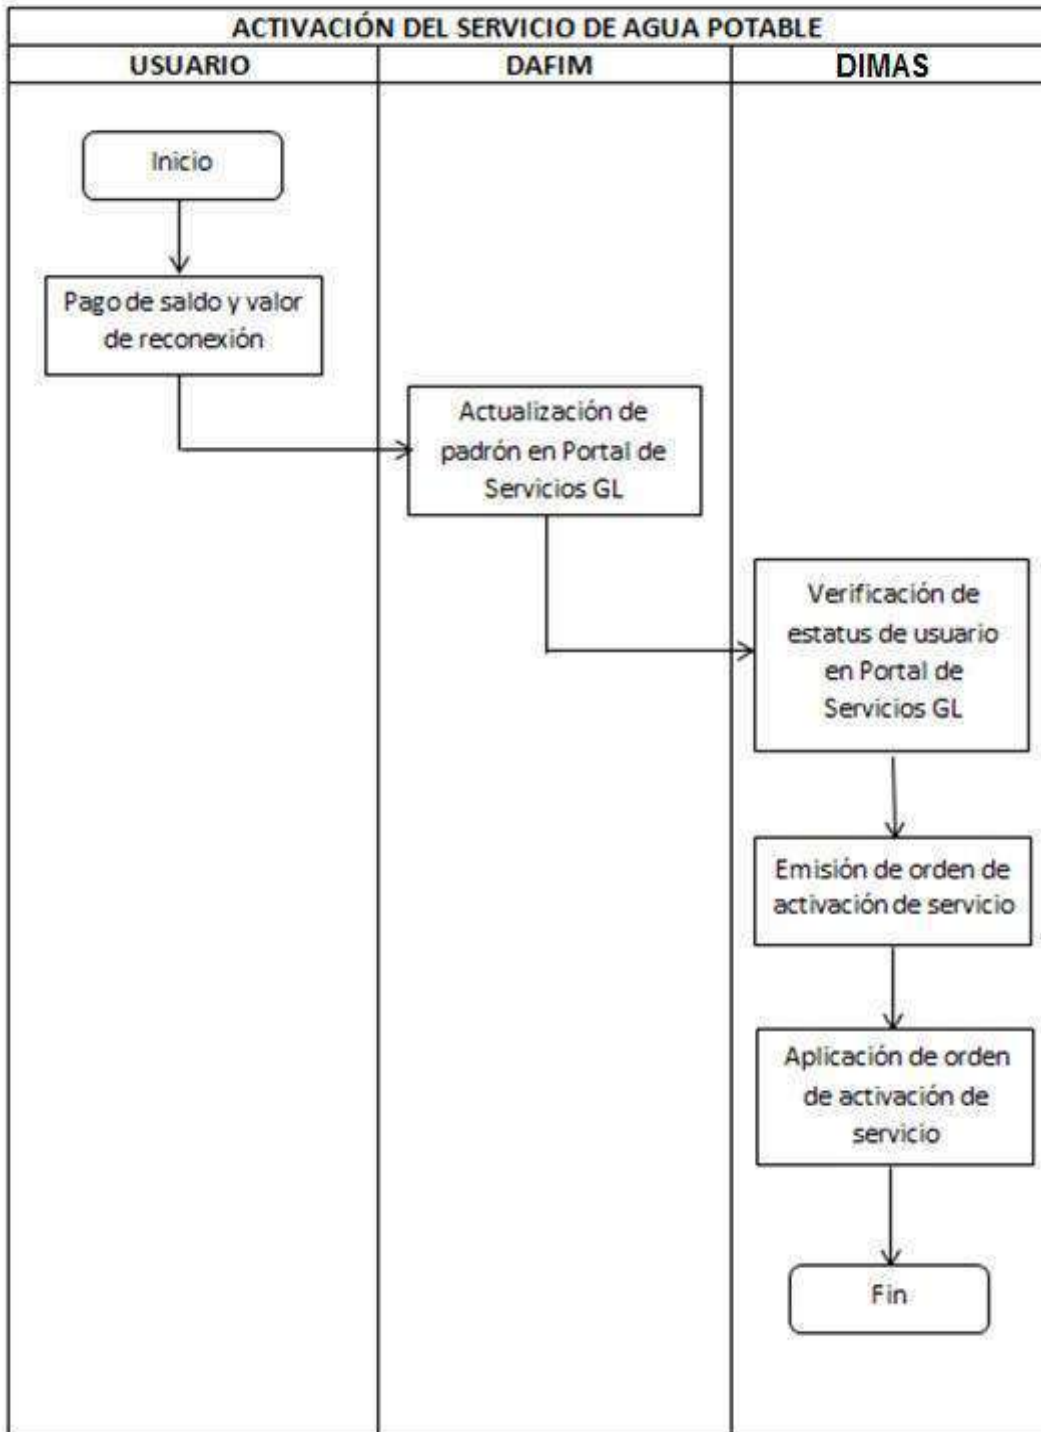 ACTIVACIÓN DEL SERVICIO DE AGUA POTABLE
USUARIO
DAFIM
DIMAS
Inicio
Pago de saldo y valor
de reconexión
Actualización de
padrón en Portal de
Servicios GL
Verificación de
estatus de usuario
en Portal de
Servicios GL
Emisión de orden de
activación de servicio
Aplicación de orden
de activación de
servicio
Fin